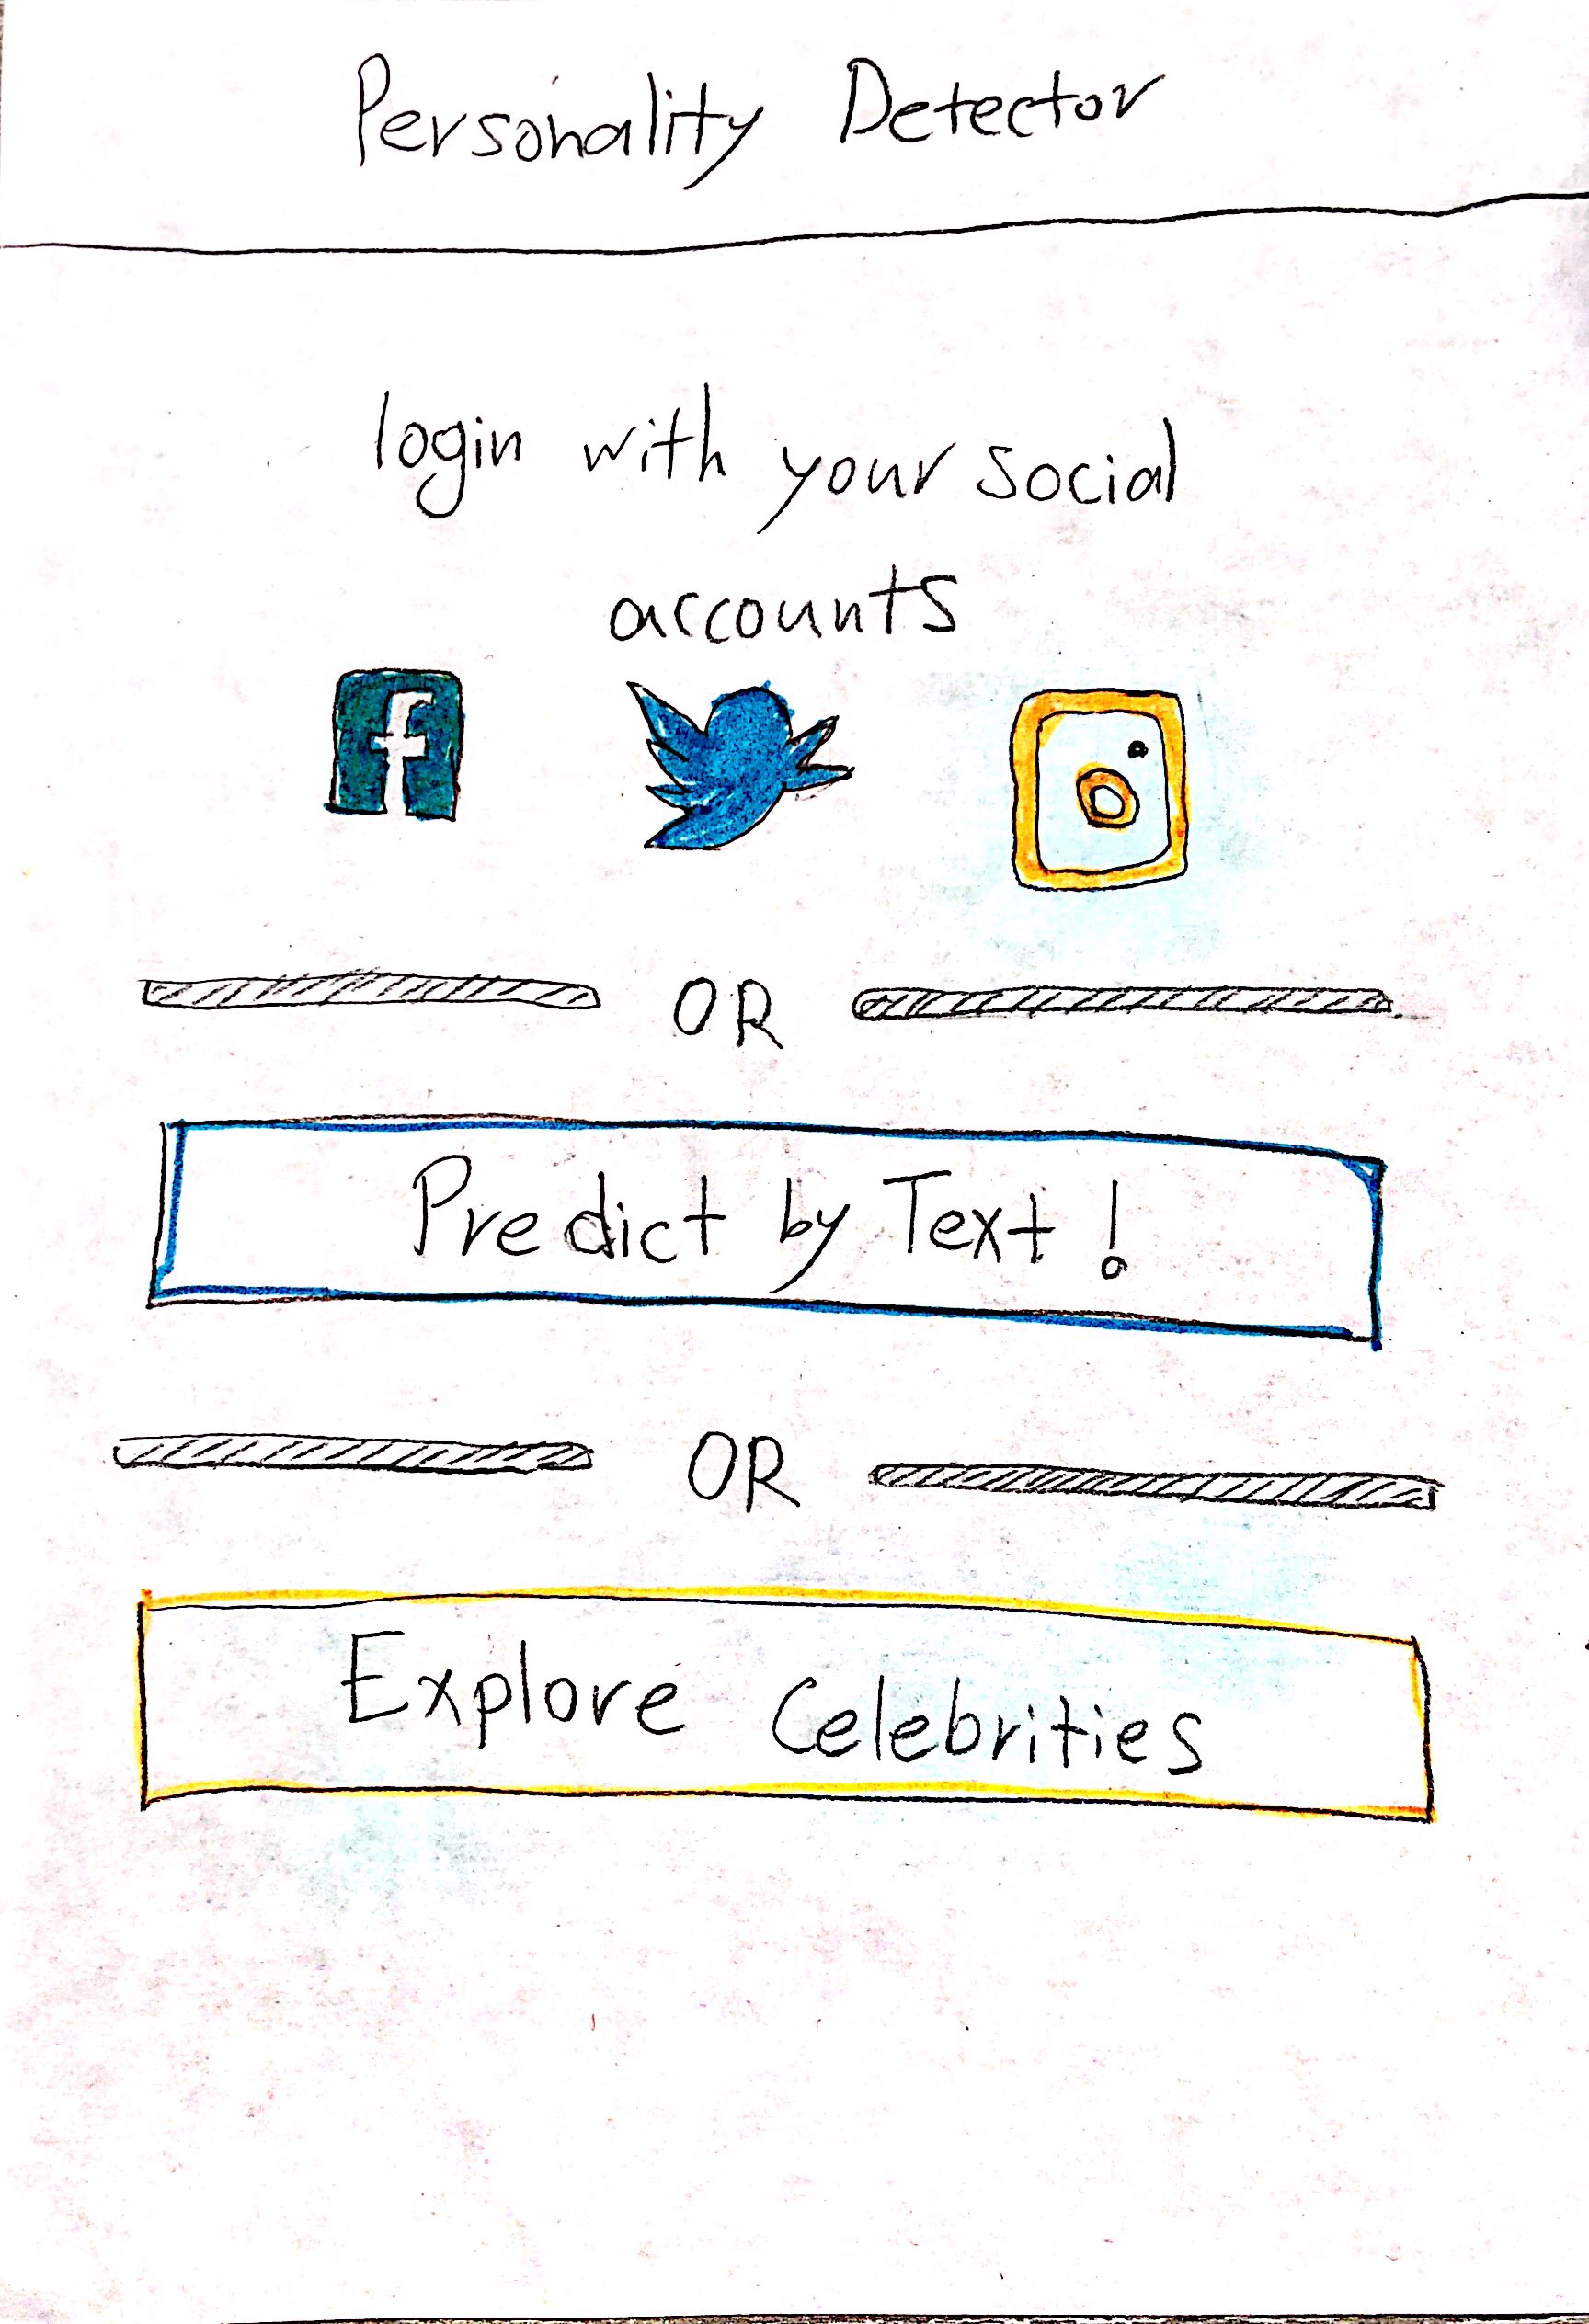 Personality Detector
login with your social
accounts
OR
Predict by Text!
OR
Explore Celebrities